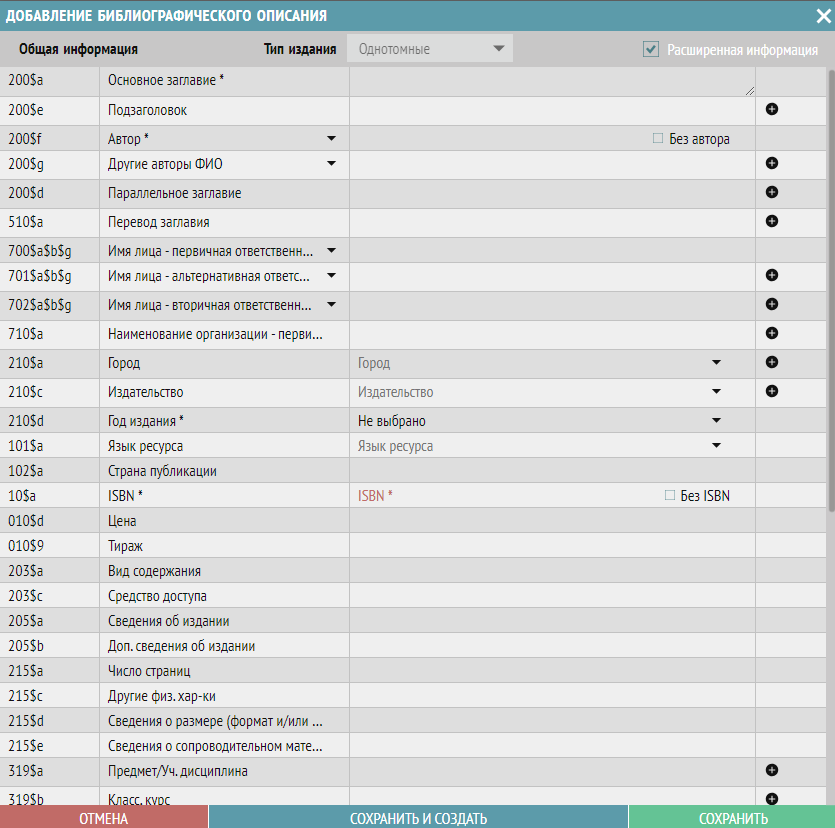 ДОБАВЛЕНИЕ БИБЛИОГРАФИЧЕСКОГО ОПИСАНИЯ
Общая информация Тип издания Однотомные Расширенная информация
200$a Основное заглавие *
200$e Подзаголовок
200$f Автор * Без автора
200$g Другие авторы ФИО
200$d Параллельное заглавие
510$a Перевод заглавия
700$a$b$g Имя лица - первичная ответственн...
701$a$b$g Имя лица - альтернативная ответс...
702$a$b$g Имя лица - вторичная ответственн...
710$a Наименование организации - перви...
210$a Город Город
210$c Издательство Издательство
210$d Год издания * Не выбрано
101$a Язык ресурса Язык ресурса
102$a Страна публикации
10$a ISBN * ISBN * Без ISBN
010$d Цена
010$9 Тираж
203$a Вид содержания
203$c Средство доступа
205$a Сведения об издании
205$b Доп. сведения об издании
215$a Число страниц
215$c Другие физ. хар-ки
215$d Сведения о размере (формат и/или ...
215$e Сведения о сопроводительном мате...
319$a Предмет/Уч. дисциплина
319$b Класс, курс
ОТМЕНА СОХРАНИТЬ И СОЗДАТЬ СОХРАНИТЬ